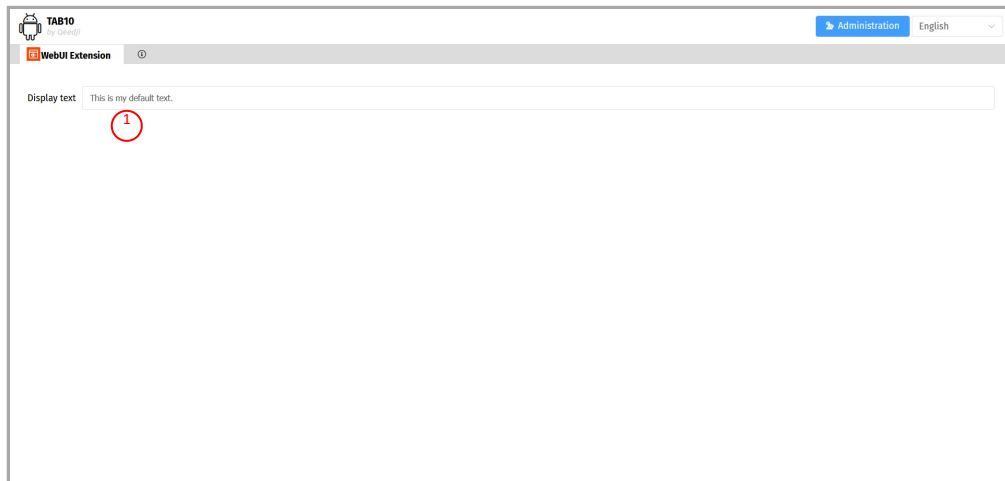 TAB10
by Qeedji
Administration
English
WebUI Extension
Display text
This is my default text.
1